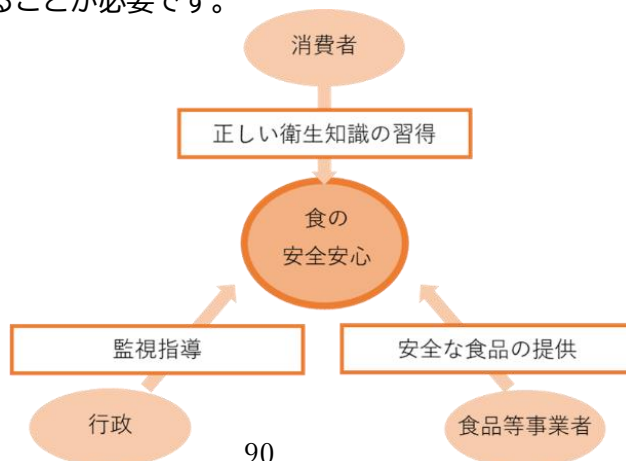 ることが必要です。
消費者
正しい衛生知識の習得
食の
安全安心
監視指導
安全な食品の提供
行政
食品等事業者
90